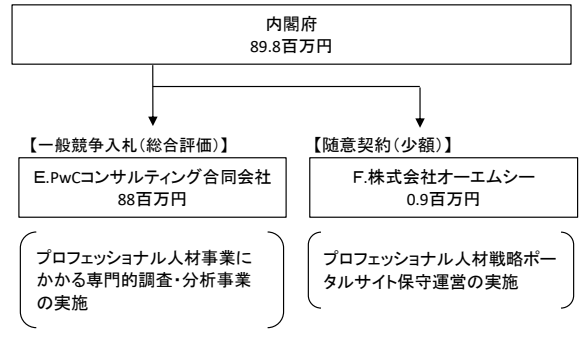 内閣府
89.8百万円
【一般競争入札(総合評価)】
【随意契約(少額)】
E.PwCコンサルティング合同会社
88百万円
F.株式会社オーエムシー
0.9百万円
プロフェッショナル人材事業に
かかる専門的調査・分析事業
の実施
プロフェッショナル人材戦略ポー
タルサイト保守運営の実施